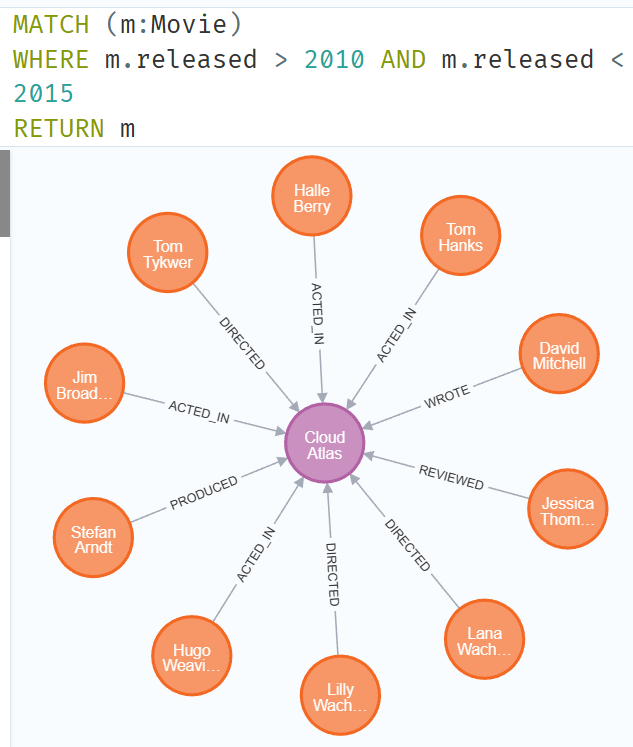 MATCH (m:Movie)
WHERE m.released > 2010 AND m.released <
2015
RETURN m
Halle
Berry
Tom
Hanks
Tom
Tykwer
ACTED_IN
ACTED_IN
DIRECTED
David
Mitchell
Jim
Broad...
WROTE
ACTED_IN
Cloud
Atlas
REVIEWED
PRODUCED
Jessica
Thom...
Stefan
Arndt
ACTED_IN
DIRECTED
DIRECTED
Lana
Wach...
Hugo
Weavi...
Lilly
Wach...